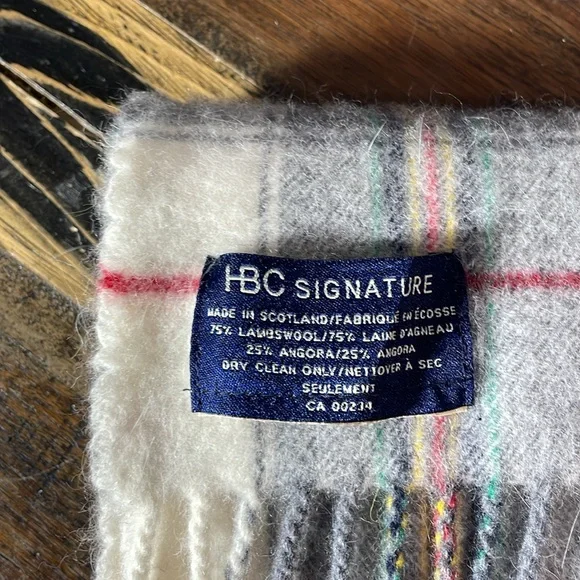 HBC SIGNATURE
MADE IN SCOTLAND/FABRIQUÉ EN ÉCOSSE
75% LAMBSWOOL/75% LAINE D'AGNEAU
25% ANGORA/25% ANGORA
DRY CLEAN ONLY/NETTOYER À SEC
SEULEMENT
CA 00234